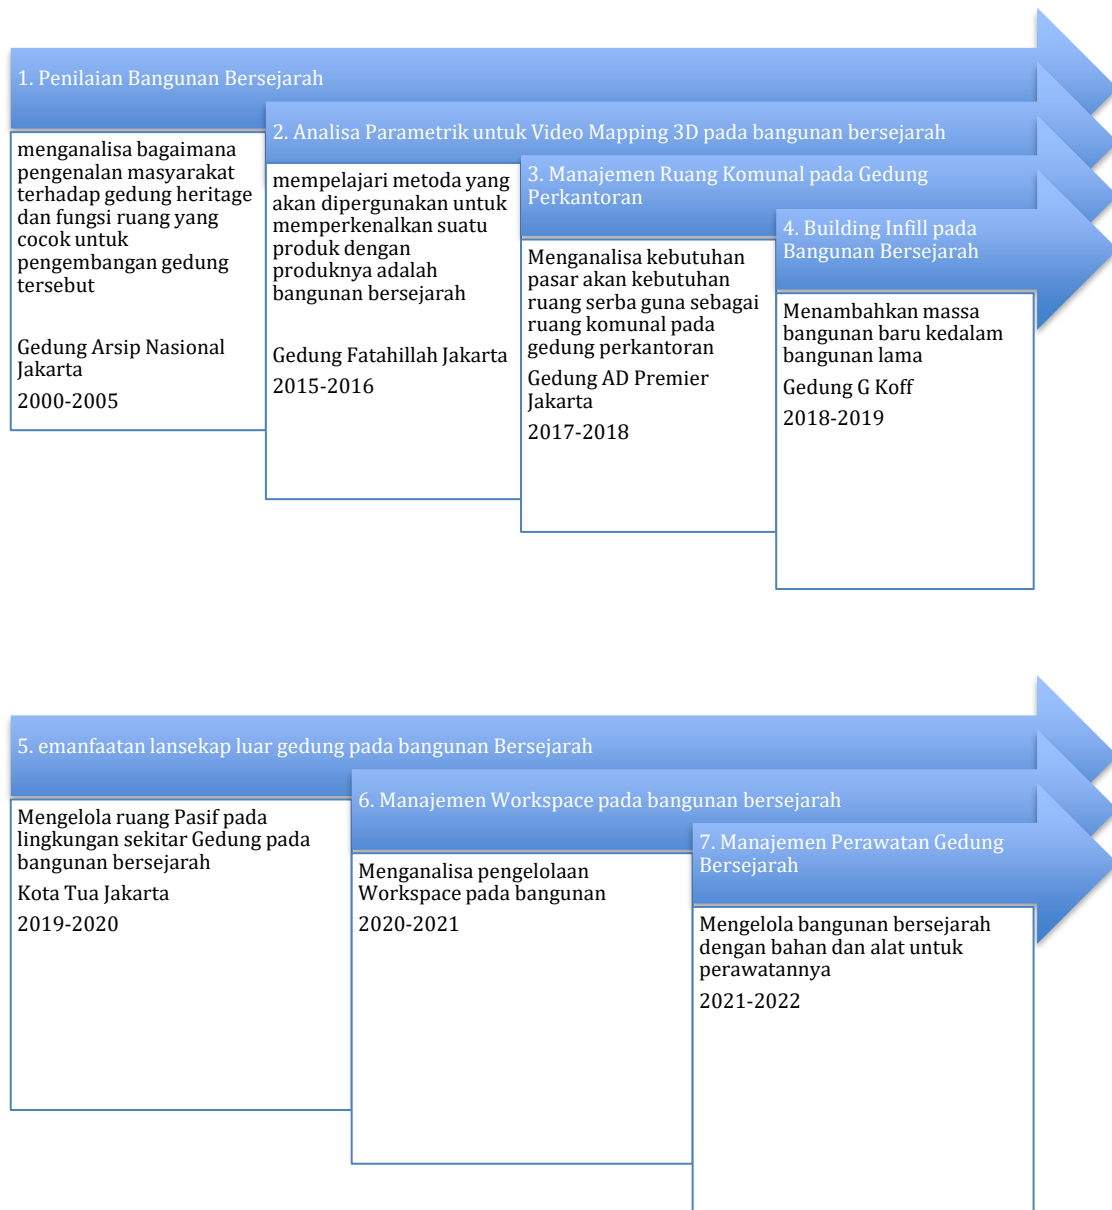 1. Penilaian Bangunan Bersejarah
menganalisa bagaimana
pengenalan masyarakat
terhadap gedung heritage
dan fungsi ruang yang
cocok untuk
pengembangan gedung
tersebut
Gedung Arsip Nasional
Jakarta
2000-2005
2. Analisa Parametrik untuk Video Mapping 3D pada bangunan bersejarah
mempelajari metoda yang
akan dipergunakan untuk
memperkenalkan suatu
produk dengan
produknya adalah
bangunan bersejarah
Gedung Fatahillah Jakarta
2015-2016
3. Manajemen Ruang Komunal pada Gedung
Perkantoran
Menganalisa kebutuhan
pasar akan kebutuhan
ruang serba guna sebagai
ruang komunal pada
gedung perkantoran
Gedung AD Premier
Jakarta
2017-2018
4. Building Infill pada
Bangunan Bersejarah
Menambahkan massa
bangunan baru kedalam
bangunan lama
Gedung G Koff
2018-2019
5. emanfaatan lansekap luar gedung pada bangunan Bersejarah
Mengelola ruang Pasif pada
lingkungan sekitar Gedung pada
bangunan bersejarah
Kota Tua Jakarta
2019-2020
6. Manajemen Workspace pada bangunan bersejarah
Menganalisa pengelolaan
Workspace pada bangunan
2020-2021
7. Manajemen Perawatan Gedung
Bersejarah
Mengelola bangunan bersejarah
dengan bahan dan alat untuk
perawatannya
2021-2022